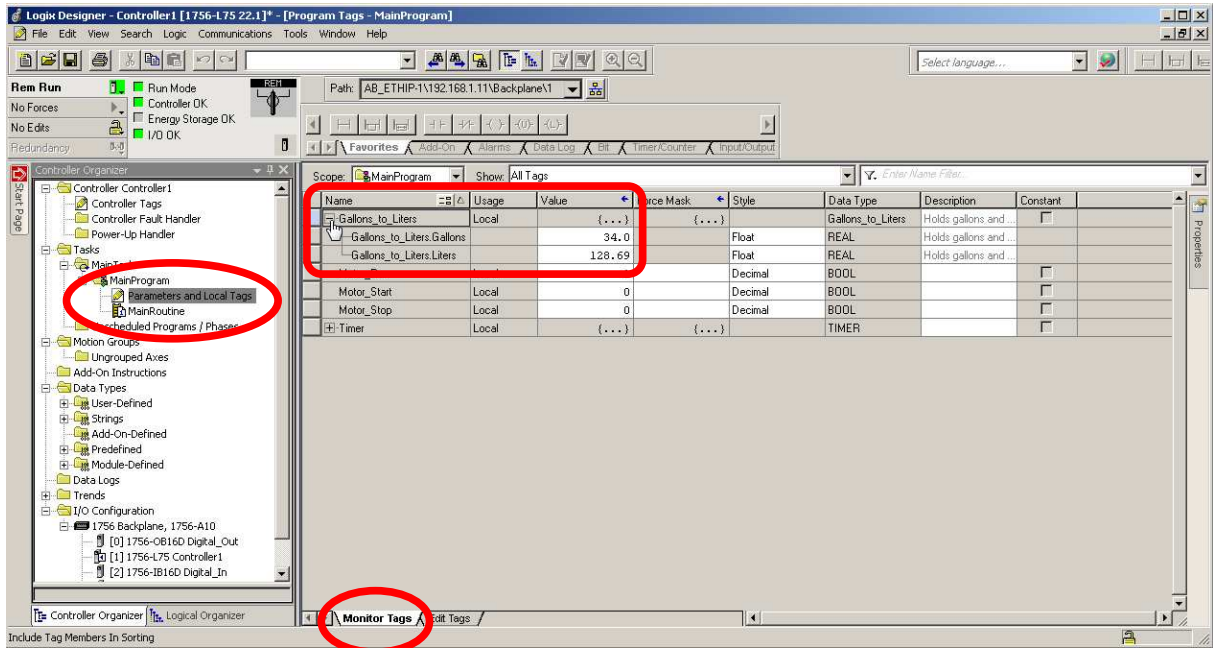 Logix Designer - Controller1 [1756-L75 22.1]* - [Program Tags - MainProgram]
File Edit View Search Logic Communications Tools Window Help
Select language...
Rem Run
Run Mode
REM
Path: AB_ETHIP-1\192.168.1.11\Backplane\1
No Forces
Controller OK
Energy Storage OK
No Edits
I/O OK
Redundancy
Favorites Add-On Alarms Data Log Bit Timer/Counter Input/Output
Start Page
Controller Organizer
Controller Controller1
Controller Tags
Controller Fault Handler
Power-Up Handler
Tasks
MainProgram
Parameters and Local Tags
MainRoutine
Programs / Phases
Motion Groups
Ungrouped Axes
Add-On Instructions
Data Types
User-Defined
Strings
Add-On-Defined
Predefined
Module-Defined
Data Logs
Trends
I/O Configuration
1756 Backplane, 1756-A10
[0] 1756-OB16D Digital_Out
[1] 1756-L75 Controller1
[2] 1756-IB16D Digital_In
Controller Organizer Logical Organizer
Scope: MainProgram Show: All Tags Enter Name Filter...
Name Usage Value Mask Style Data Type Description Constant
Gallons_to_Liters Local {...} {...} Gallons_to_Liters Holds gallons and ...
Gallons_to_Liters.Gallons 34.0 Float REAL Holds gallons and ...
Gallons_to_Liters.Liters 128.69 Float REAL Holds gallons and ...
Decimal BOOL
Motor_Start Local 0 Decimal BOOL
Motor_Stop Local 0 Decimal BOOL
Timer Local {...} {...} TIMER
Properties
Monitor Tags Edit Tags
Include Tag Members In Sorting